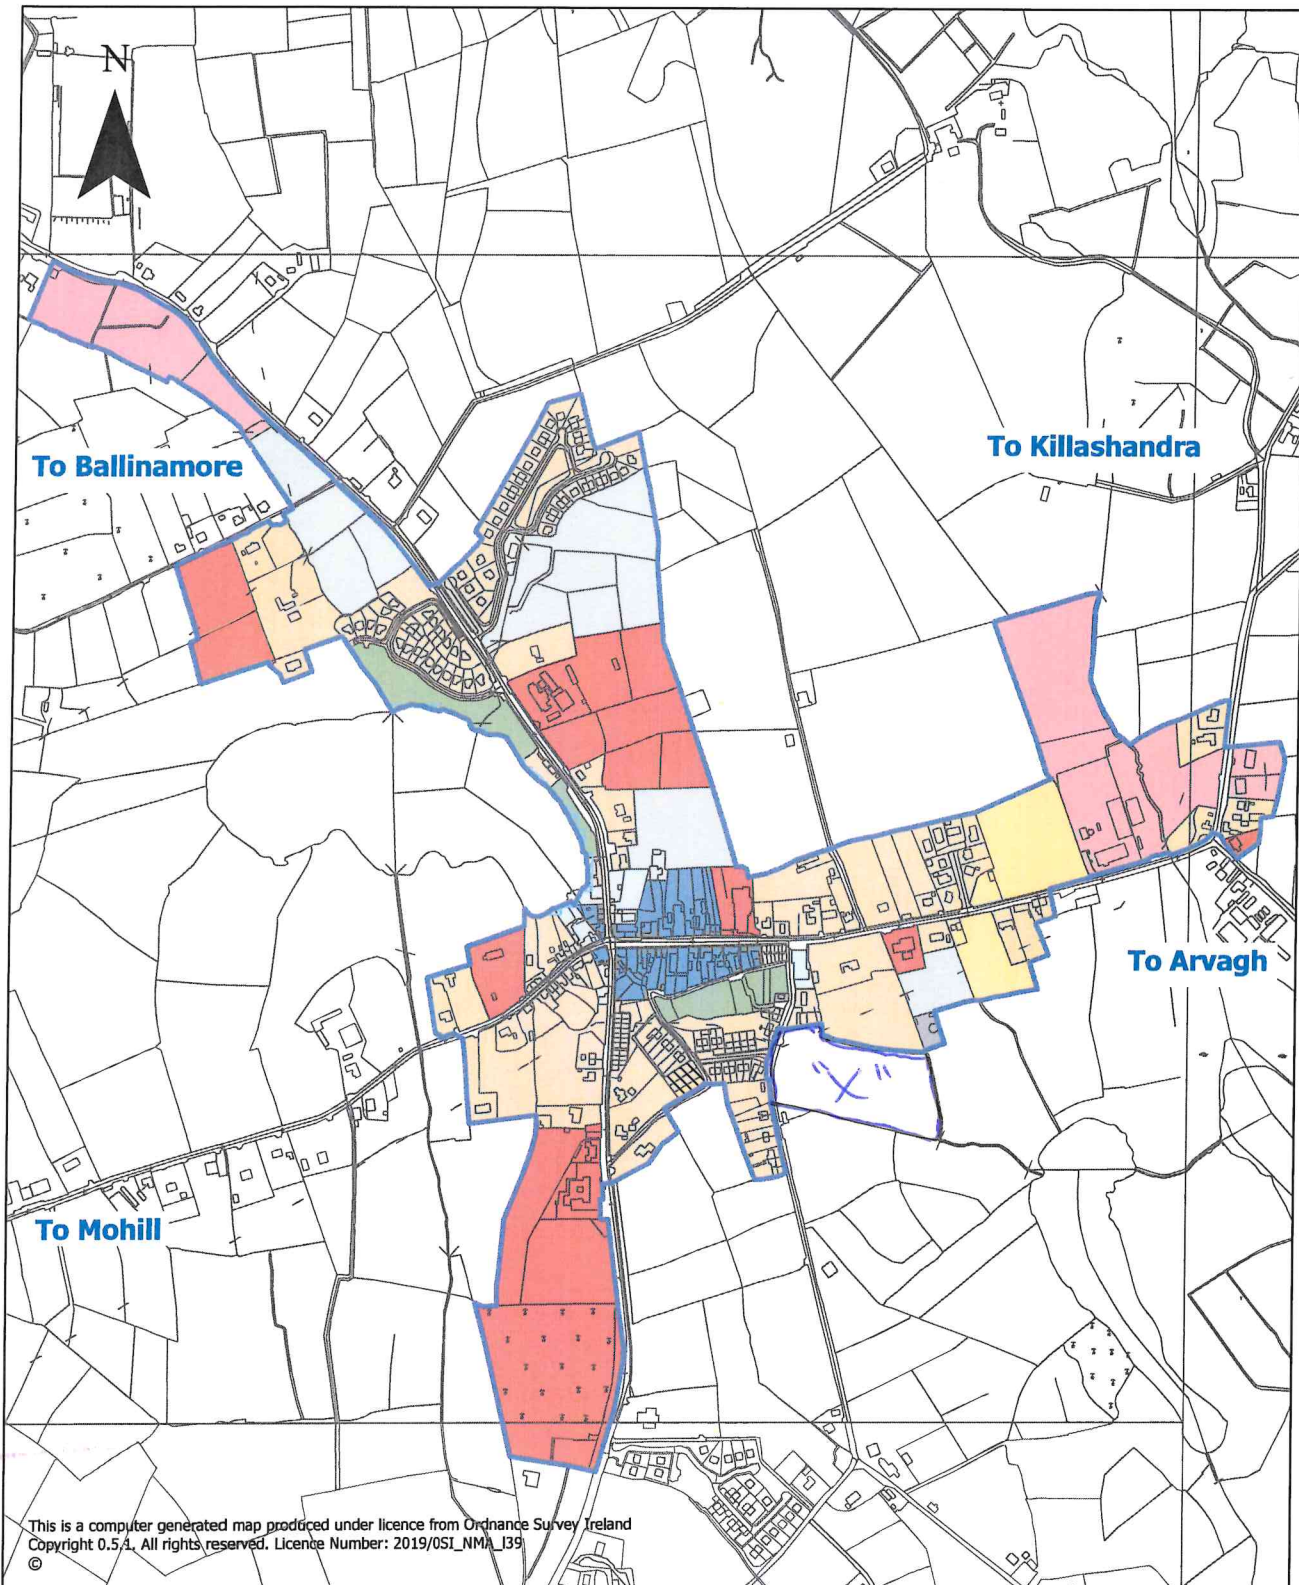 N
To Ballinamore
To Killashandra
To Arvagh
"X"
To Mohill
This is a computer generated map produced under licence from Ordnance Survey Ireland
Copyright 0.5.1. All rights reserved. Licence Number: 2019/0SI_NMA_139
©